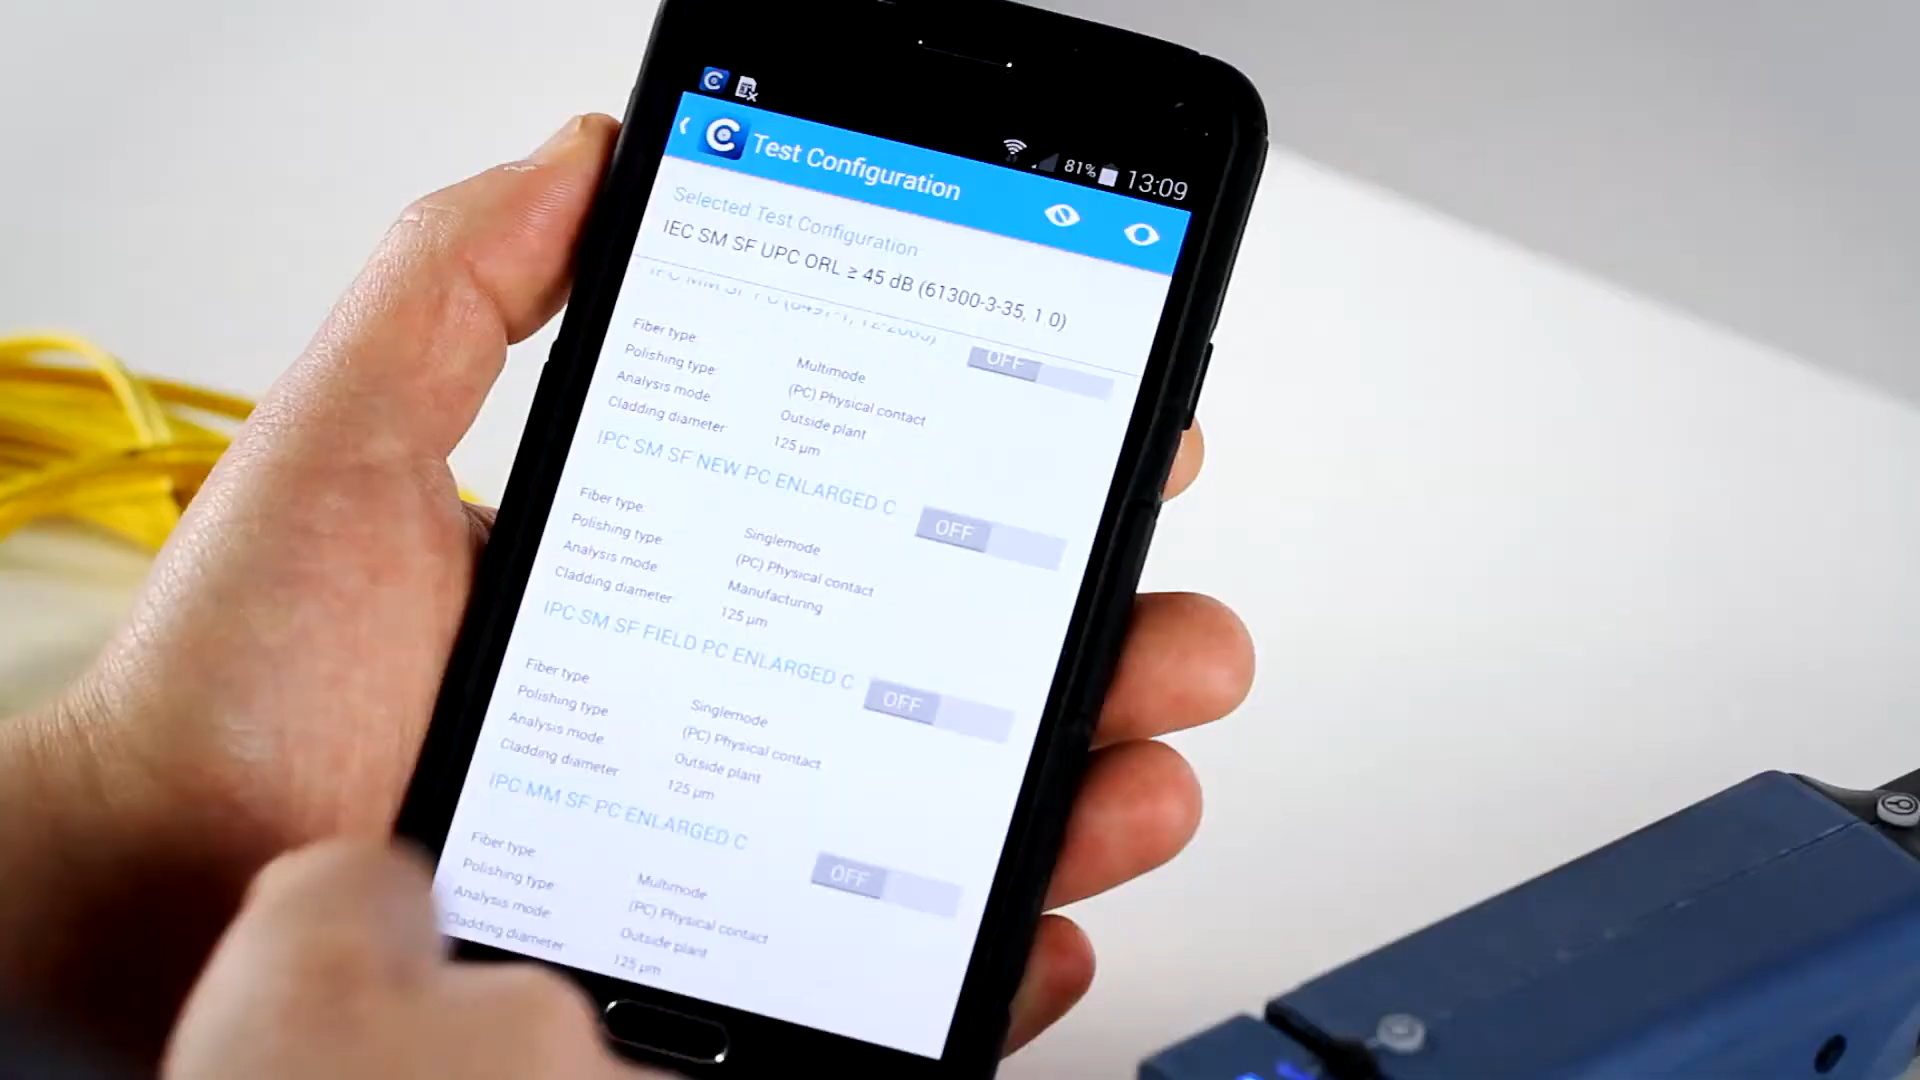 81% 13:09
Test Configuration
Selected Test Configuration
IEC SM SF UPC ORL ≥ 45 dB (61300-3-35, 1.0)
OFF
Fiber type: Multimode
Polishing type: (PC) Physical contact
Analysis mode: Outside plant
Cladding diameter: 125 µm
IPC SM SF NEW PC ENLARGED C
OFF
Fiber type: Singlemode
Polishing type (PC) Physical contact
Analysis mode Manufacturing
Cladding diameter 125 µm
IPC SM SF FIELD PC ENLARGED C
OFF
Fiber type Singlemode
Polishing type (PC) Physical contact
Analysis mode Outside plant
Cladding diameter 125 µm
IPC MM SF PC ENLARGED C
OFF
Fiber type Multimode
Polishing type (PC) Physical contact
Analysis mode Outside plant
Cladding diameter 125 µm